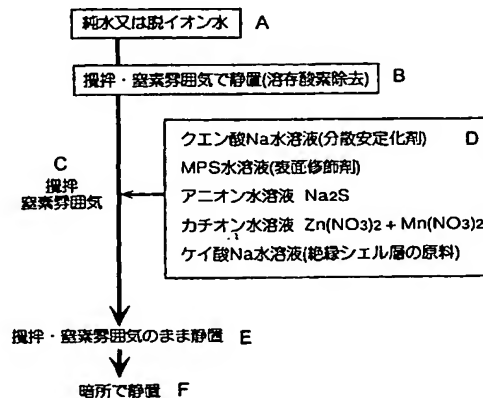 純水又は脱イオン水 A
攪拌・窒素雰囲気で静置(溶存酸素除去) B
クエン酸Na水溶液(分散安定化剤) D
MPS水溶液(表面修飾剤)
アニオン水溶液 Na2S
カチオン水溶液 Zn(NO3)2 + Mn(NO3)2
ケイ酸Na水溶液(絶縁シェル層の原料)
C
攪拌
窒素雰囲気
攪拌・窒素雰囲気のまま静置 E
暗所で静置 F